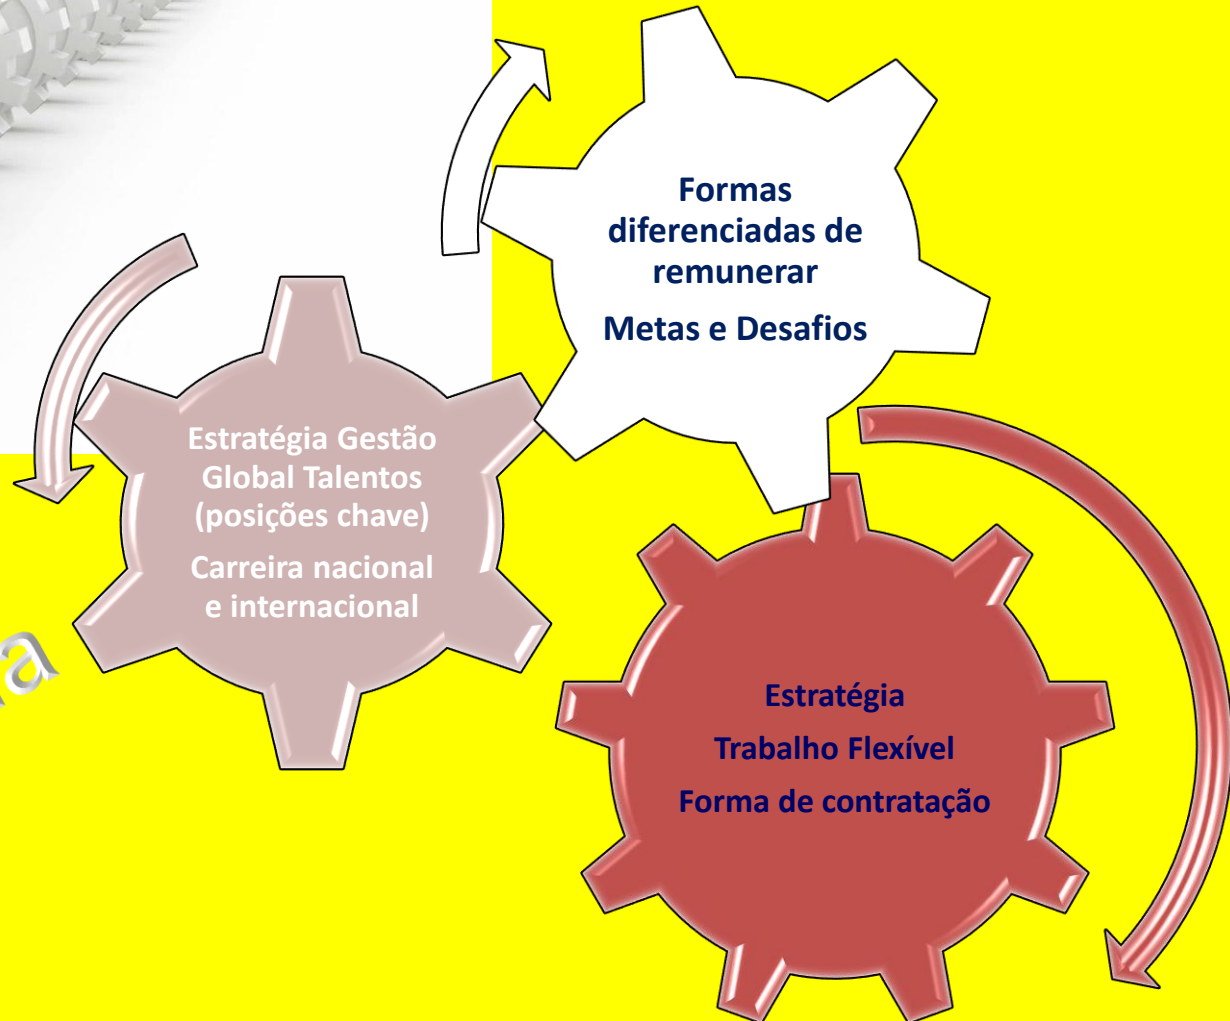 Formas
diferenciadas de
remunerar
Metas e Desafios
Estratégia Gestão
Global Talentos
(posições chave)
Carreira nacional
e internacional
Estratégia
Trabalho Flexível
Forma de contratação